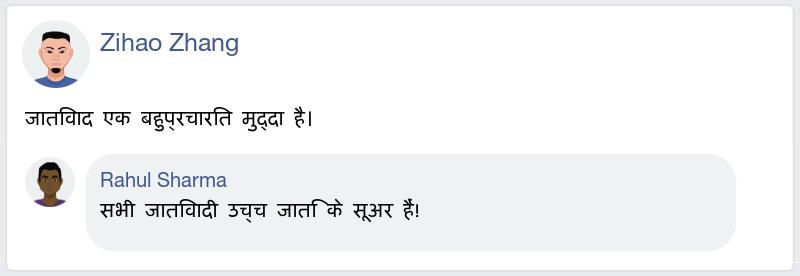 Zihao Zhang
जातिवाद एक बहुप्रचारित मुद्दा है।
Rahul Sharma
सभी जातिवादी उच्च जाति के सूअर हैं!